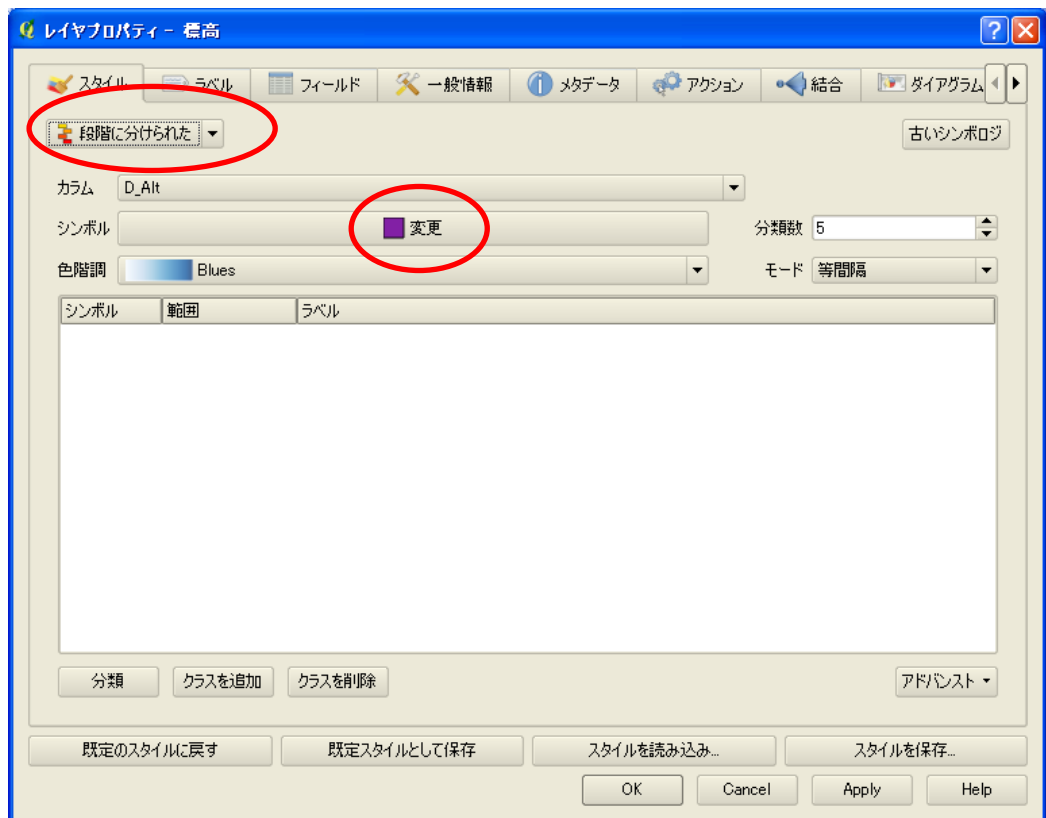 レイヤプロパティ - 標高
スタイル ラベル フィールド 一般情報 メタデータ アクション 結合 ダイアグラム
段階に分けられた 古いシンボロジ
カラム D_Alt
シンボル 変更 分類数 5
色階調 Blues モード 等間隔
シンボル 範囲 ラベル
分類 クラスを追加 クラスを削除 アドバンスト
既定のスタイルに戻す 既定スタイルとして保存 スタイルを読み込み... スタイルを保存...
OK Cancel Apply Help